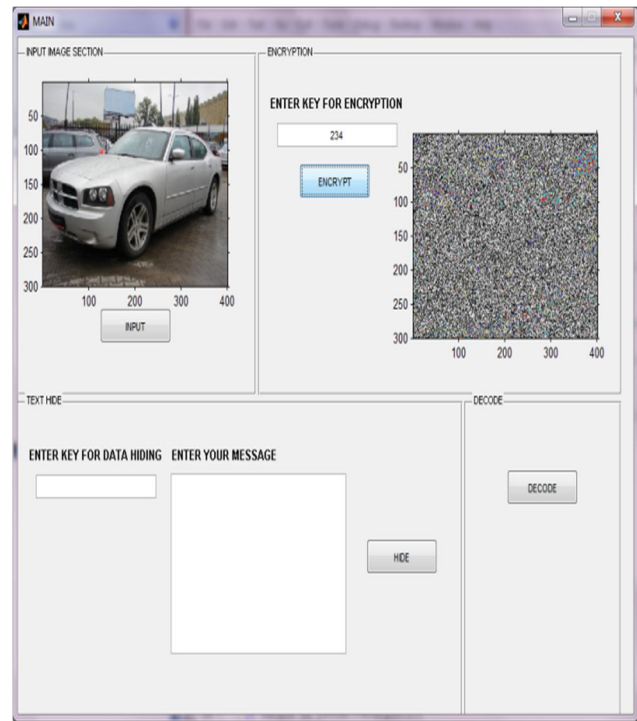 MAIN
INPUT IMAGE SECTION
50
100
150
200
250
300
100 200 300 400
INPUT
ENCRYPTION
ENTER KEY FOR ENCRYPTION
234
ENCRYPT
50
100
150
200
250
300
100 200 300 400
TEXT HIDE
ENTER KEY FOR DATA HIDING ENTER YOUR MESSAGE
HIDE
DECODE
DECODE